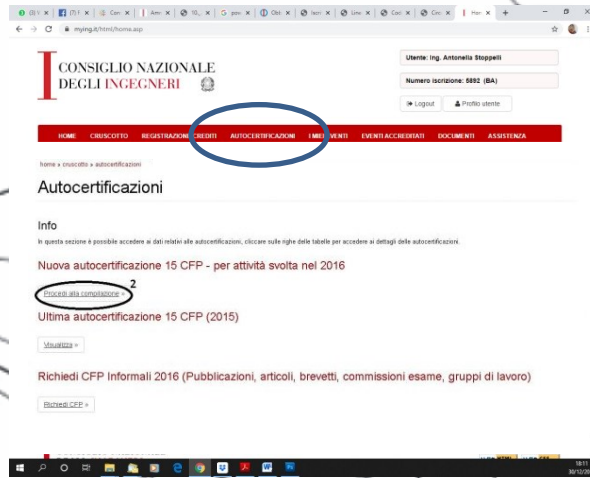 mying.it/html/home.asp
CONSIGLIO NAZIONALE
DEGLI INGEGNERI
Utente: Ing. Antonella Stoppelli
Numero iscrizione: 5892 (BA)
Logout Profilo utente
HOME CRUSCOTTO REGISTRAZIONE CREDITI AUTOCERTIFICAZIONI I MIEI EVENTI EVENTI ACCREDITATI DOCUMENTI ASSISTENZA
home » cruscotto » autocertificazioni
Autocertificazioni
Info
In questa sezione è possibile accedere ai dati relativi alle autocertificazioni, cliccare sulle righe delle tabelle per accedere ai dettagli delle autocertificazioni.
Nuova autocertificazione 15 CFP - per attività svolta nel 2016
Procedi alla compilazione » 2
Ultima autocertificazione 15 CFP (2015)
Visualizza »
Richiedi CFP Informali 2016 (Pubblicazioni, articoli, brevetti, commissioni esame, gruppi di lavoro)
Richiedi CFP »
18:11